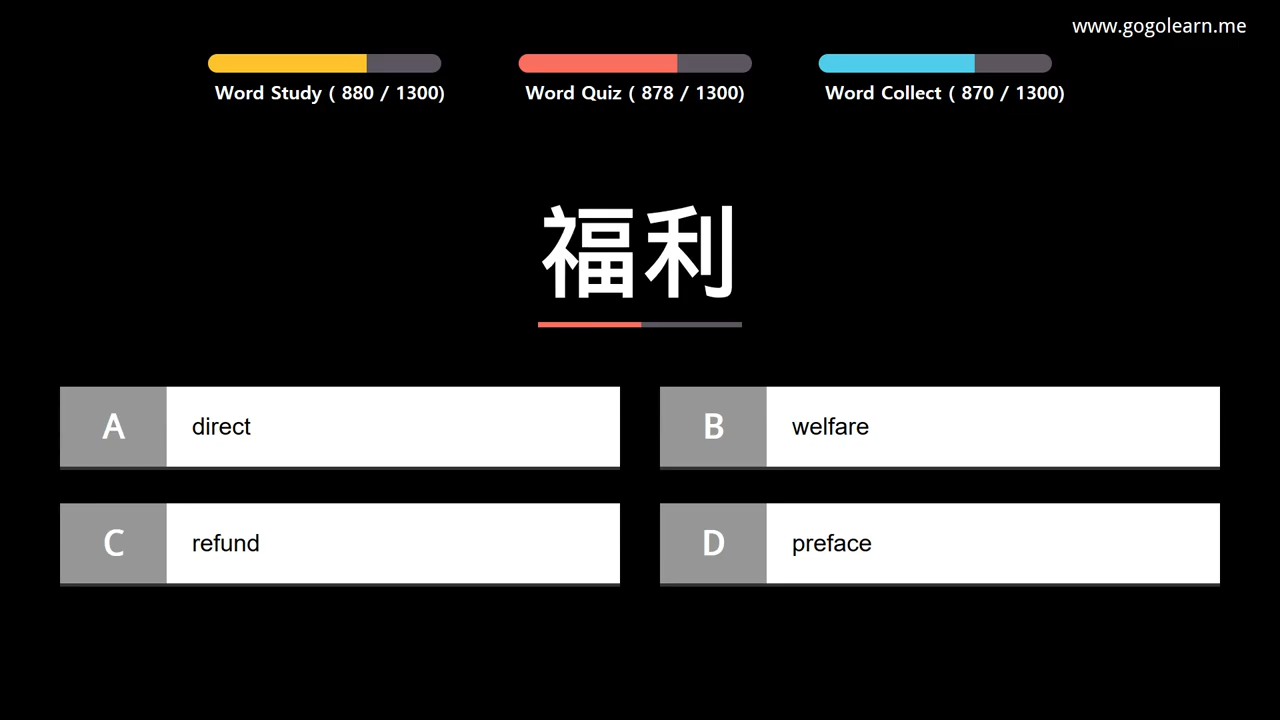 www.gogolearn.me
Word Study ( 880 / 1300)
Word Quiz ( 878 / 1300)
Word Collect ( 870 / 1300)
福利
A direct
B welfare
C refund
D preface